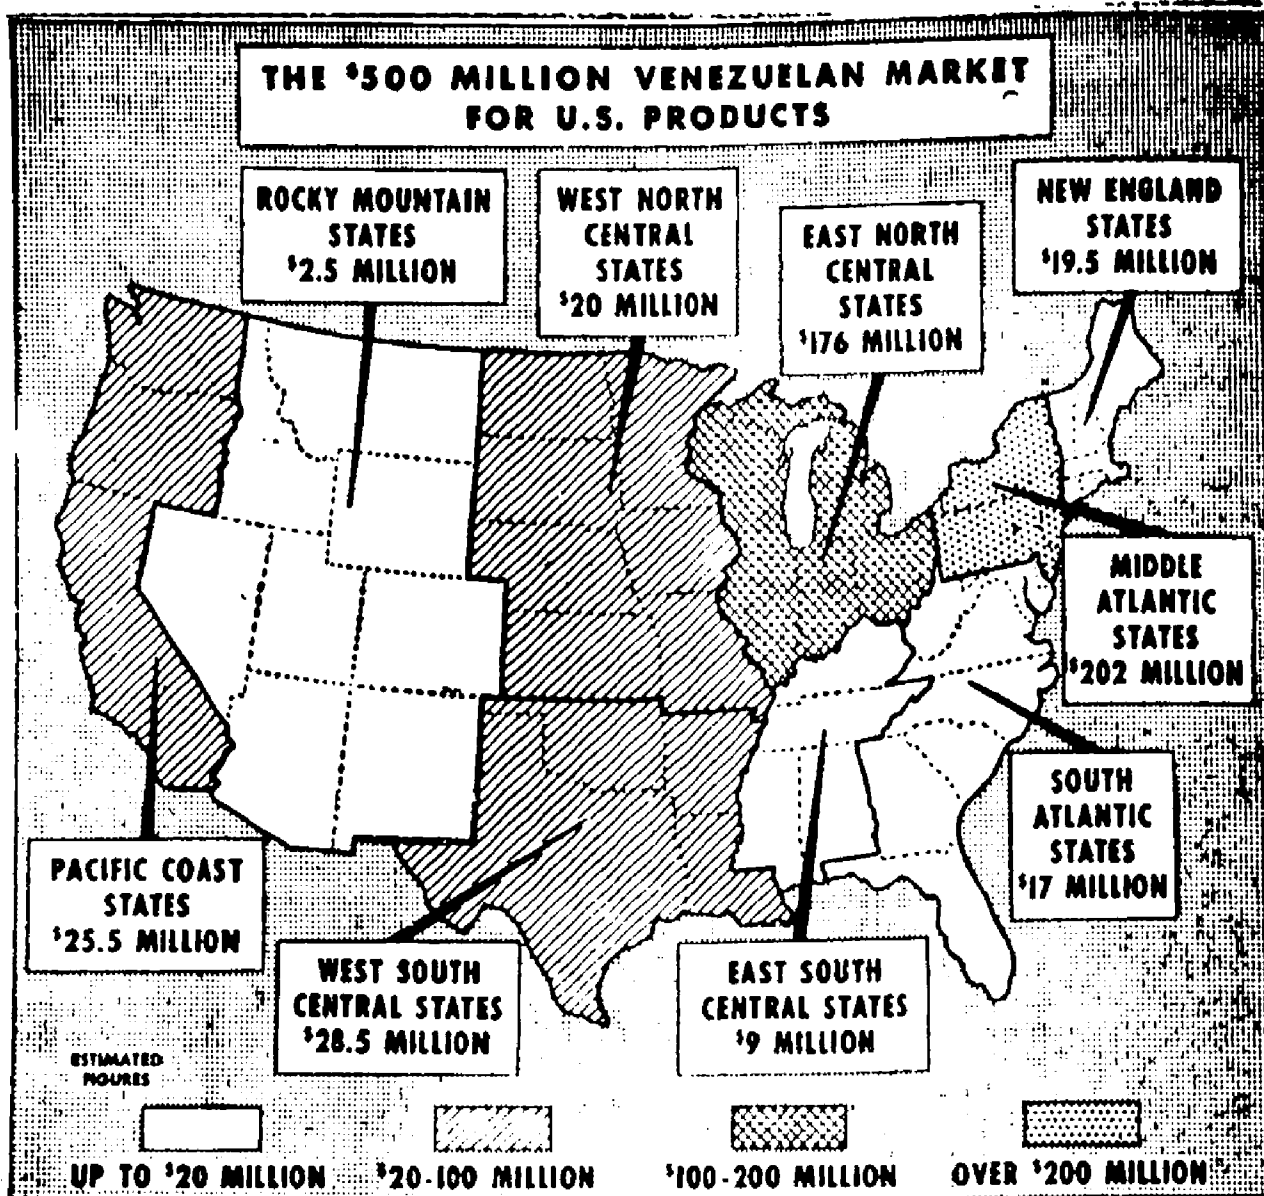 THE $500 MILLION VENEZUELAN MARKET
FOR U.S. PRODUCTS
ROCKY MOUNTAIN
STATES
$2.5 MILLION
WEST NORTH
CENTRAL
STATES
$20 MILLION
EAST NORTH
CENTRAL
STATES
$176 MILLION
NEW ENGLAND
STATES
$19.5 MILLION
MIDDLE
ATLANTIC
STATES
$202 MILLION
SOUTH
ATLANTIC
STATES
$17 MILLION
PACIFIC COAST
STATES
$25.5 MILLION
WEST SOUTH
CENTRAL STATES
$28.5 MILLION
EAST SOUTH
CENTRAL STATES
$9 MILLION
ESTIMATED
FIGURES
UP TO $20 MILLION
$20-100 MILLION
$100-200 MILLION
OVER $200 MILLION